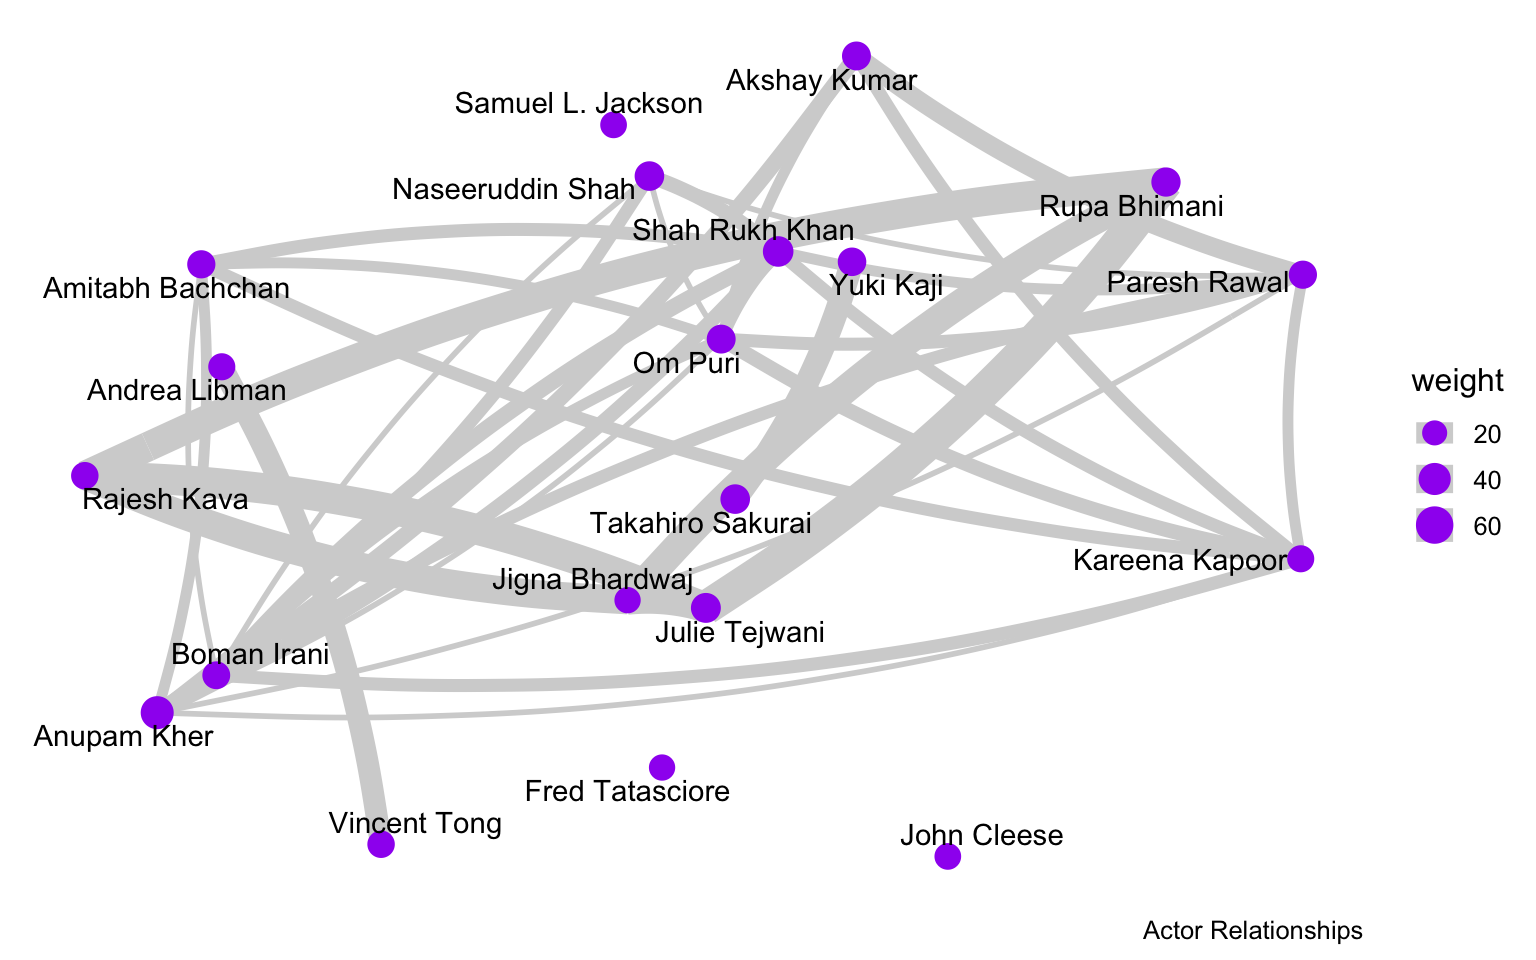 Akshay Kumar
Samuel L. Jackson
Naseeruddin Shah
Rupa Bhimani
Shah Rukh Khan
Amitabh Bachchan
Yuki Kaji
Paresh Rawal
Om Puri
Andrea Libman
weight
20
40
60
Rajesh Kava
Takahiro Sakurai
Kareena Kapoor
Jigna Bhardwaj
Julie Tejwani
Boman Irani
Anupam Kher
Fred Tatasciore
Vincent Tong
John Cleese
Actor Relationships